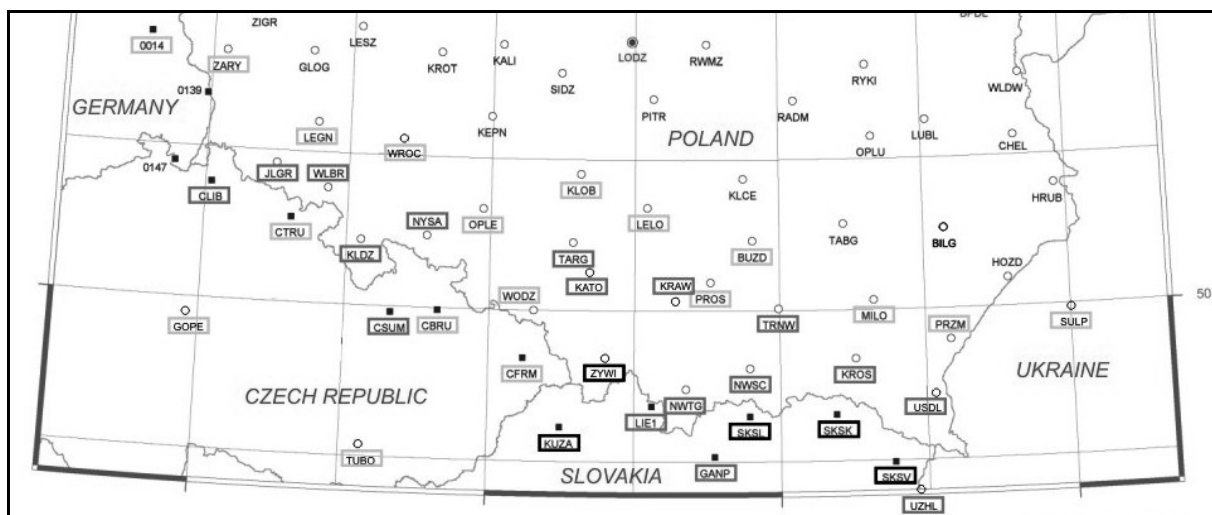 ZIGR
LESZ
0014
ZARY
GLOG
KROT
KALI
LODZ
RWMZ
SIDZ
RYKI
WLDW
0139
GERMANY
LEGN
KEPN
PITR
RADM
LUBL
POLAND
WROC
OPLU
CHEL
0147
JLGR
WLBR
CLIB
KLOB
KLCE
HRUB
CTRU
NYSA
OPLE
LELO
TABG
BILG
KLDZ
TARG
BUZD
KATO
KRAW
HOZD
WODZ
PROS
50
GOPE
CSUM
CBRU
TRNW
MILO
PRZM
SULP
CFRM
ZYWI
NWSC
KROS
UKRAINE
CZECH REPUBLIC
NWTG
USDL
LIE1
SKSL
SKSK
KUZA
TUBO
SLOVAKIA
GANP
SKSV
UZHL